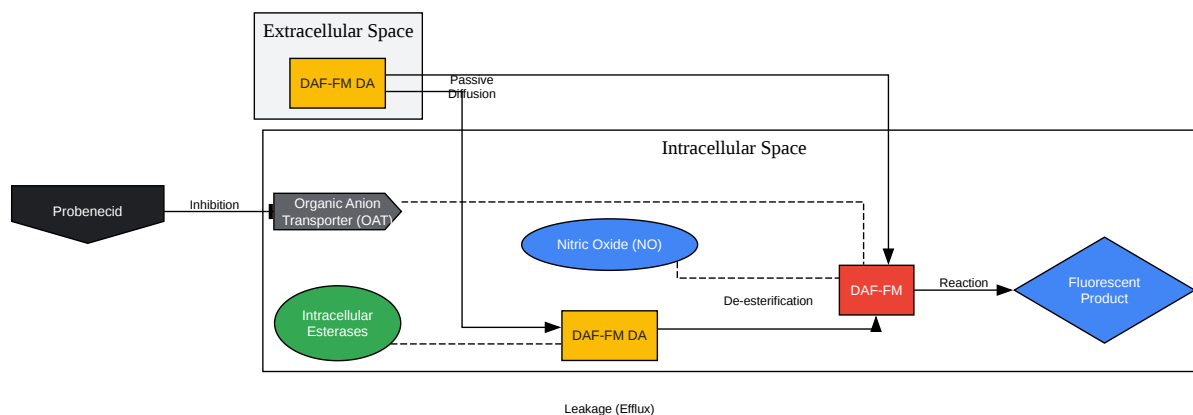 Extracellular Space
DAF-FM DA
Passive
Diffusion
Intracellular Space
Probenecid
Inhibition
Organic Anion
Transporter (OAT)
Nitric Oxide (NO)
DAF-FM
Reaction
Fluorescent
Product
De-esterification
Intracellular
Esterases
DAF-FM DA
Leakage (Efflux)